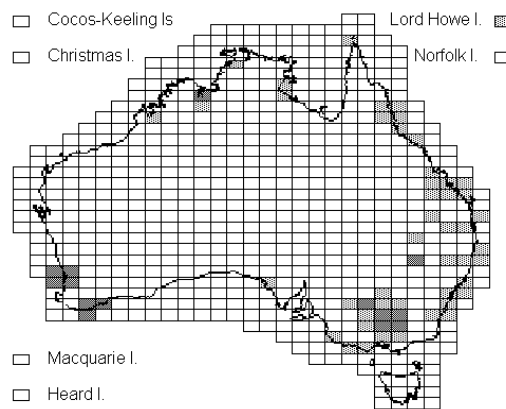 Cocos-Keeling Is
Lord Howe I.
Christmas I.
Norfolk I.
Macquarie I.
Heard I.